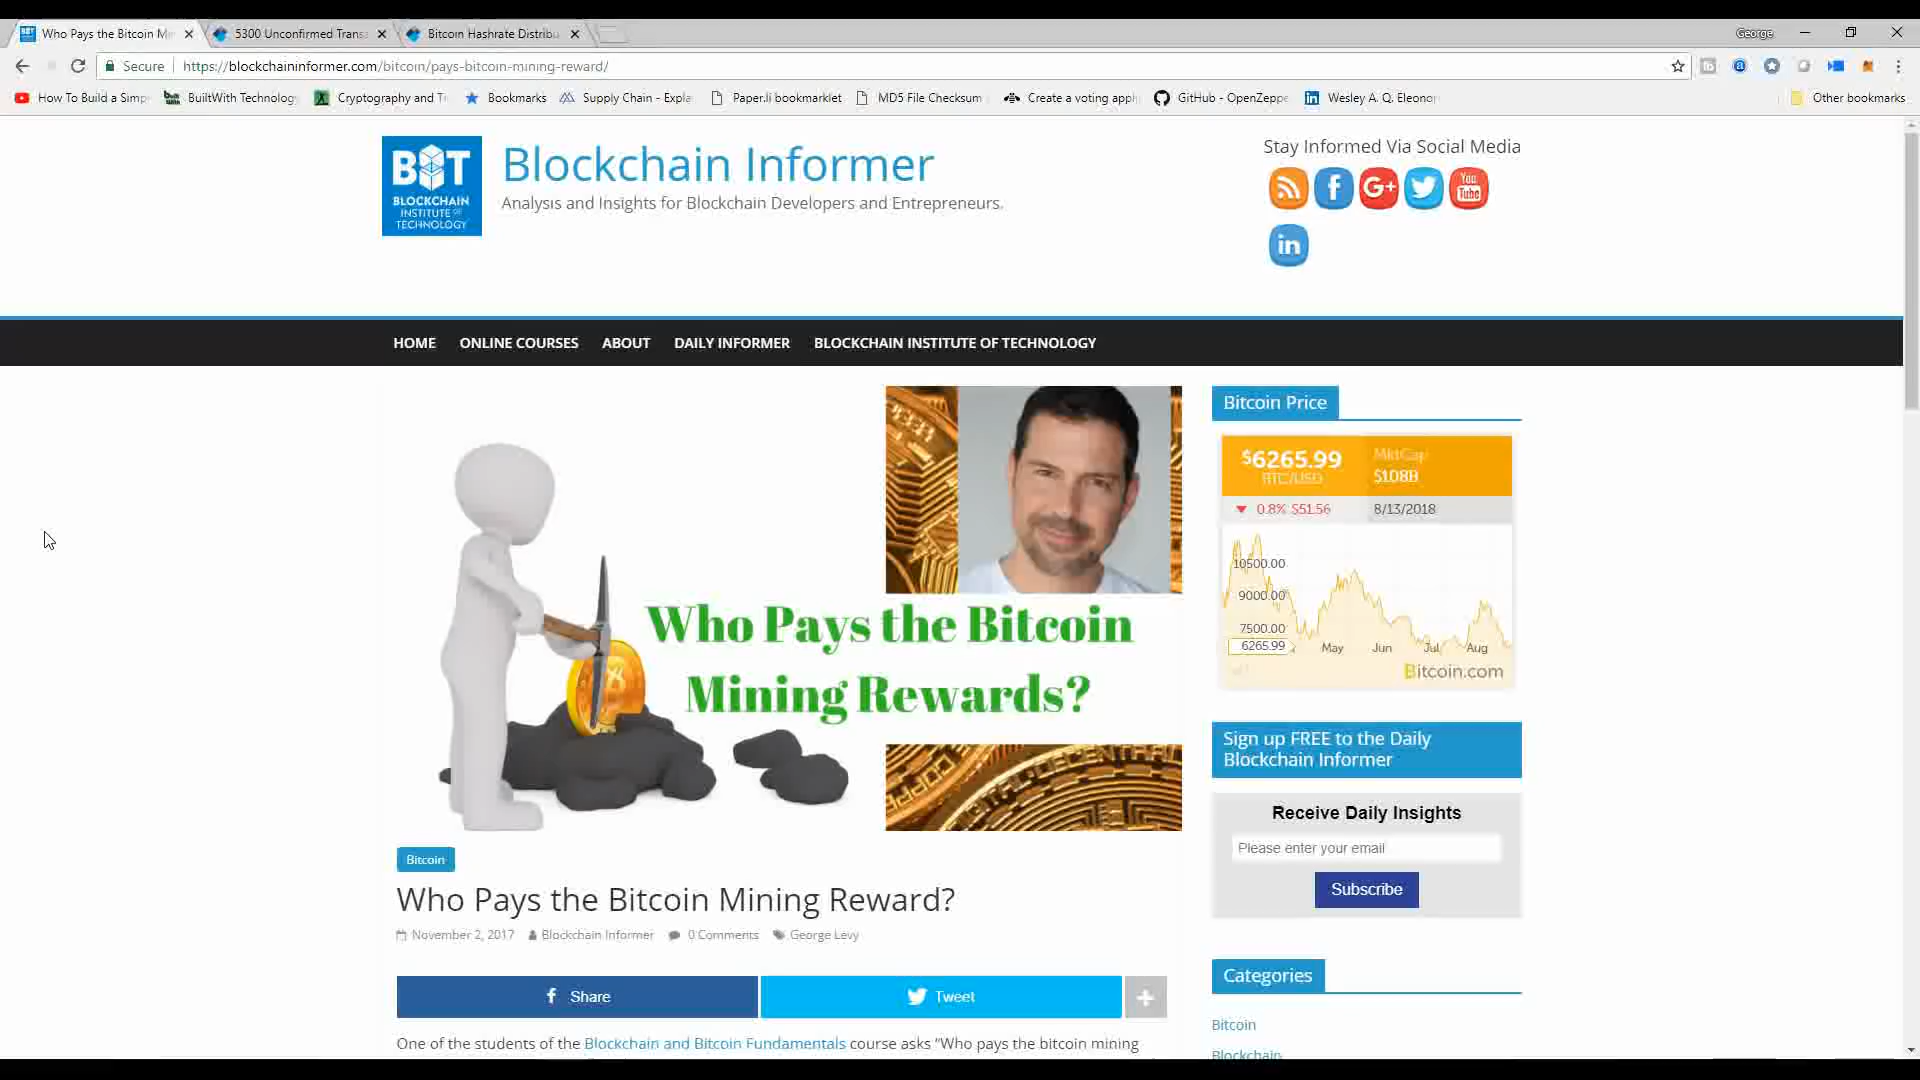 Who Pays the Bitcoin Mi
5300 Unconfirmed Trans
Bitcoin Hashrate Distribu
George
Secure
https://blockchaininformer.com/bitcoin/pays-bitcoin-mining-reward/
How To Build a Simp
BuiltWith Technolog
Cryptography and T
Bookmarks
Supply Chain - Expla
Paper.li bookmarklet
MD5 File Checksum
Create a voting appl
GitHub - OpenZeppe
Wesley A. Q. Eleono
Other bookmarks
BLOCKCHAIN
INSTITUTE OF
TECHNOLOGY
Blockchain Informer
Analysis and Insights for Blockchain Developers and Entrepreneurs.
Stay Informed Via Social Media
You
Tube
HOME
ONLINE COURSES
ABOUT
DAILY INFORMER
BLOCKCHAIN INSTITUTE OF TECHNOLOGY
Who Pays the Bitcoin
Mining Rewards?
Bitcoin
Who Pays the Bitcoin Mining Reward?
November 2, 2017
Blockchain Informer
0 Comments
George Levy
Share
Tweet
One of the students of the Blockchain and Bitcoin Fundamentals course asks "Who pays the bitcoin mining
Bitcoin Price
$6265.99
BTC/USD
MktCap
$108B
0.8% $51.56
8/13/2018
10500.00
9000.00
7500.00
6265.99
May
Jun
Jul
Aug
Bitcoin.com
Sign up FREE to the Daily
Blockchain Informer
Receive Daily Insights
Please enter your email
Subscribe
Categories
Bitcoin
Blockchain